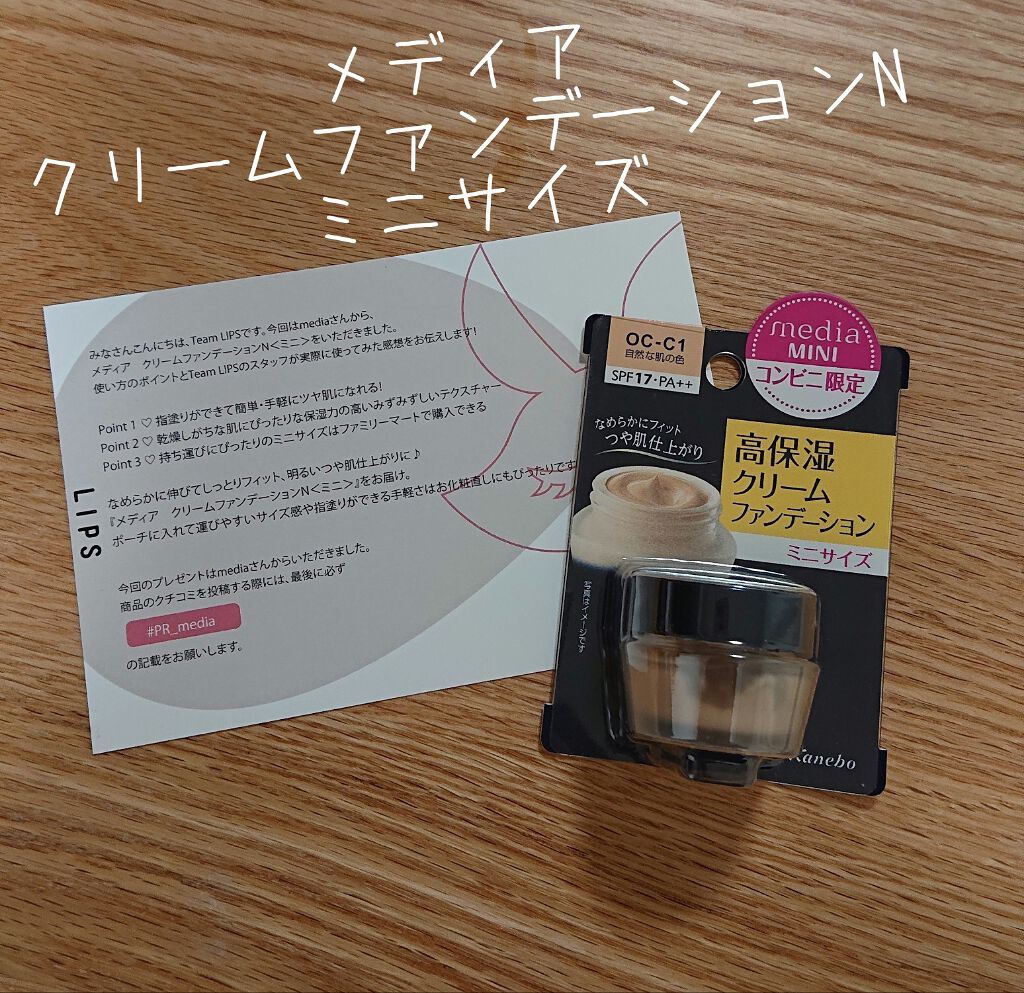 メディア
クリームファンデーションN
ミニサイズ
みなさんこんにちは、Team LIPSです。今回はmediaさんから、
メディア　クリームファンデーションN＜ミニ＞をいただきました。
使い方のポイントとTeam LIPSのスタッフが実際に使ってみた感想をお伝えします!
Point 1 ♡ 指塗りができて簡単・手軽にツヤ肌になれる!
Point 2 ♡ 乾燥しがちな肌にぴったりな保湿力の高いみずみずしいテクスチャー
Point 3 ♡ 持ち運びにぴったりのミニサイズはファミリーマートで購入できる
なめらかに伸びてしっとりフィット、明るいつや肌仕上がりに♪
『メディア　クリームファンデーションN＜ミニ＞』をお届け。
ポーチに入れて運びやすいサイズ感や指塗りができる手軽さはお化粧直しにもぴったりです
今回のプレゼントはmediaさんからいただきました。
商品のクチコミを投稿する際には、最後に必ず
#PR_media
の記載をお願いします。
LIPS
OC-C1
自然な肌の色
SPF17・PA++
media
MINI
コンビニ限定
なめらかにフィット
つや肌仕上がり
高保湿
クリーム
ファンデーション
ミニサイズ
写真はイメージです
Kanebo